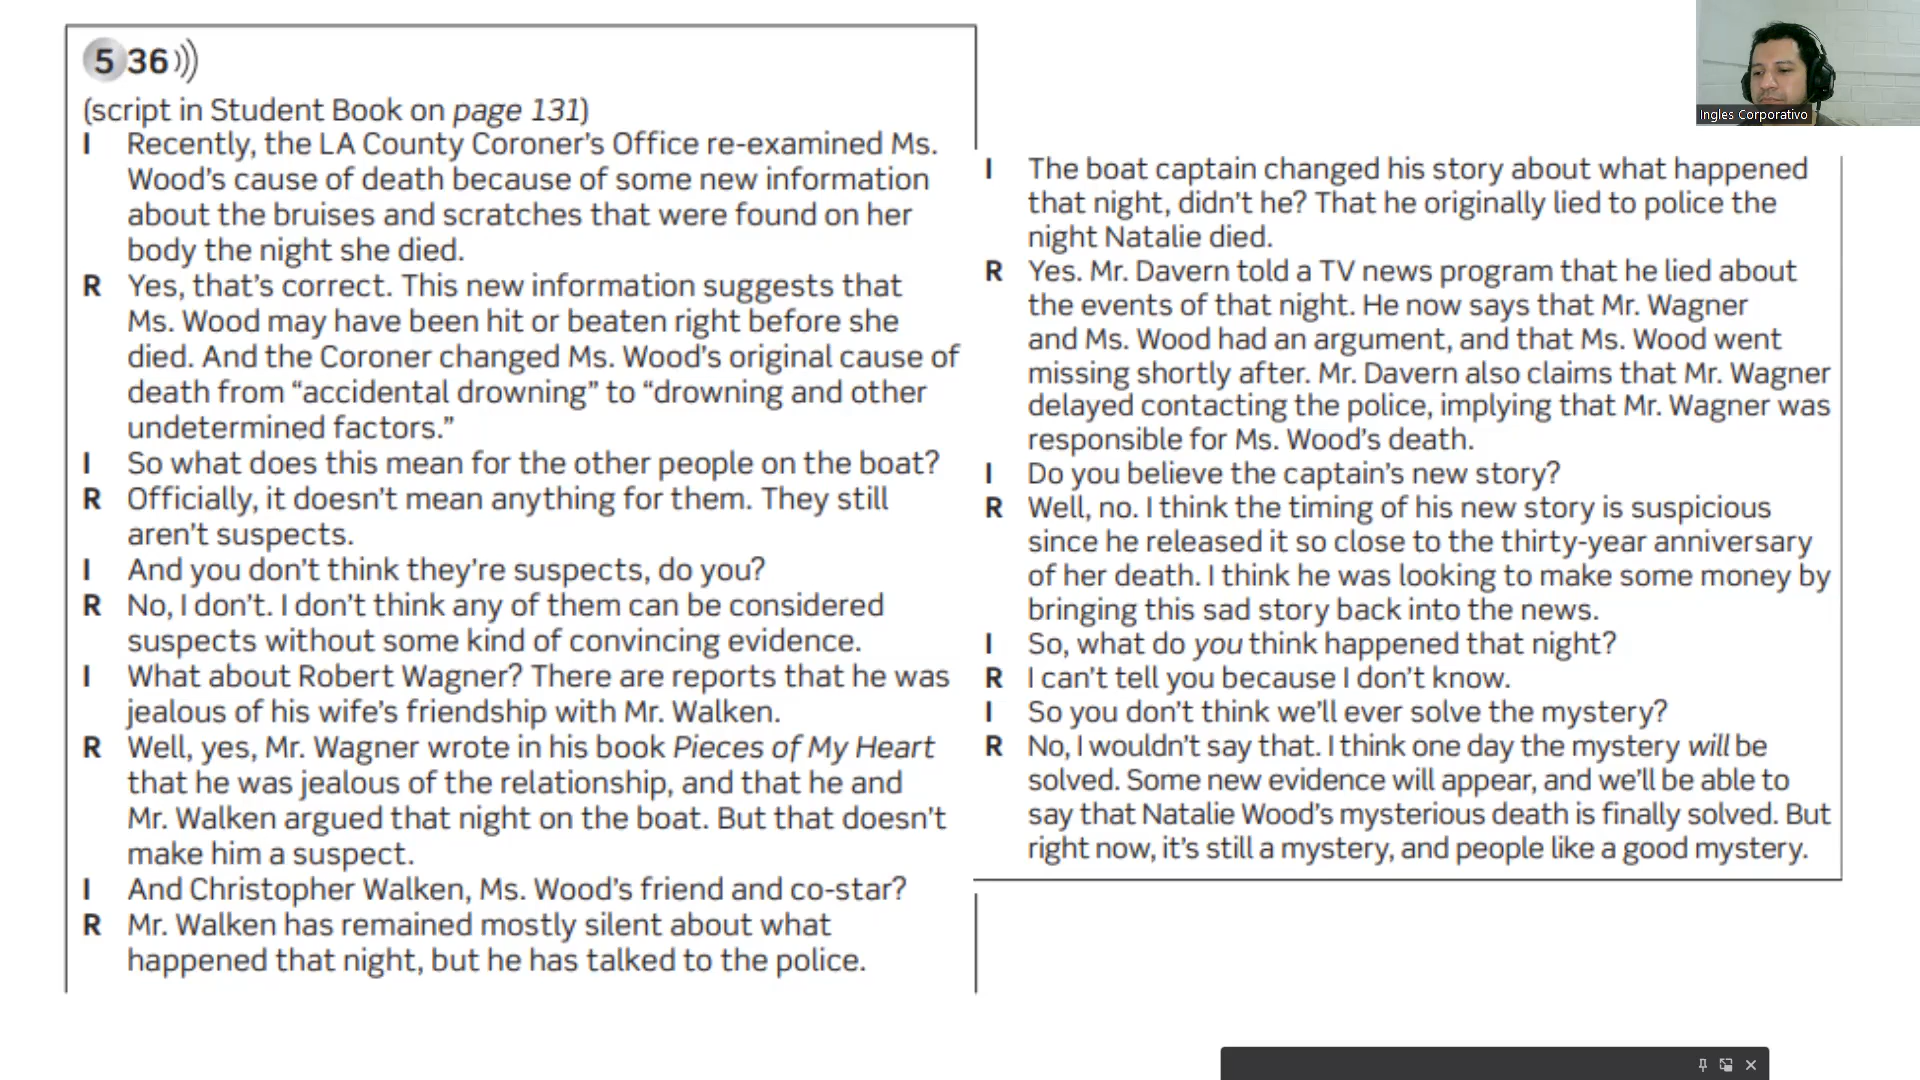 5 36
(script in Student Book on page 131)
I Recently, the LA County Coroner's Office re-examined Ms.
Wood's cause of death because of some new information
about the bruises and scratches that were found on her
body the night she died.
R Yes, that's correct. This new information suggests that
Ms. Wood may have been hit or beaten right before she
died. And the Coroner changed Ms. Wood's original cause of
death from “accidental drowning” to “drowning and other
undetermined factors.”
I So what does this mean for the other people on the boat?
R Officially, it doesn't mean anything for them. They still
aren't suspects.
I And you don't think they're suspects, do you?
R No, I don't. I don't think any of them can be considered
suspects without some kind of convincing evidence.
I What about Robert Wagner? There are reports that he was
jealous of his wife's friendship with Mr. Walken.
R Well, yes, Mr. Wagner wrote in his book Pieces of My Heart
that he was jealous of the relationship, and that he and
Mr. Walken argued that night on the boat. But that doesn't
make him a suspect.
I And Christopher Walken, Ms. Wood's friend and co-star?
R Mr. Walken has remained mostly silent about what
happened that night, but he has talked to the police.
I The boat captain changed his story about what happened
that night, didn't he? That he originally lied to police the
night Natalie died.
R Yes. Mr. Davern told a TV news program that he lied about
the events of that night. He now says that Mr. Wagner
and Ms. Wood had an argument, and that Ms. Wood went
missing shortly after. Mr. Davern also claims that Mr. Wagner
delayed contacting the police, implying that Mr. Wagner was
responsible for Ms. Wood's death.
I Do you believe the captain's new story?
R Well, no. I think the timing of his new story is suspicious
since he released it so close to the thirty-year anniversary
of her death. I think he was looking to make some money by
bringing this sad story back into the news.
I So, what do you think happened that night?
R I can't tell you because I don't know.
I So you don't think we'll ever solve the mystery?
R No, I wouldn't say that. I think one day the mystery will be
solved. Some new evidence will appear, and we'll be able to
say that Natalie Wood's mysterious death is finally solved. But
right now, it's still a mystery, and people like a good mystery.
Ingles Corporativo